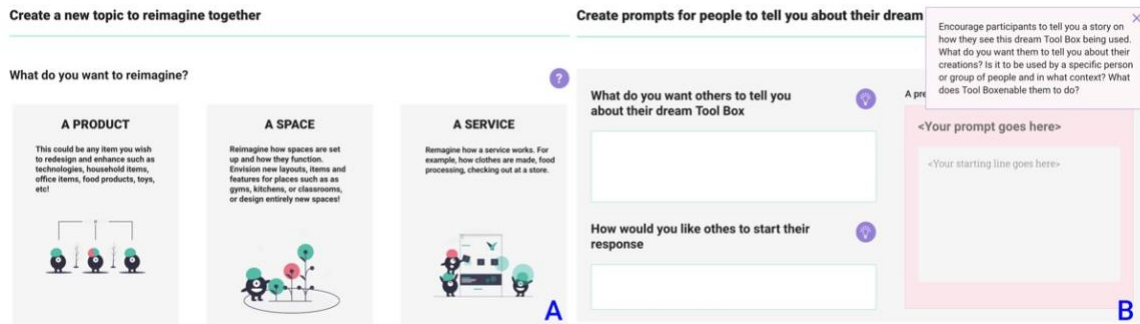 Create a new topic to reimagine together
What do you want to reimagine?
?
A PRODUCT
This could be any item you wish
to redesign and enhance such as
technologies, household items,
office items, food products, toys,
etc!
A SPACE
Reimagine how spaces are set
up and how they function.
Envision new layouts, items and
features for places such as as
gyms, kitchens, or classrooms,
or design entirely new spaces!
A SERVICE
Remagine how a service works. For
example, how clothes are made, food
processing, checking out at a store.
A
Create prompts for people to tell you about their dream
Encourage participants to tell you a story on
how they see this dream Tool Box being used.
What do you want them to tell you about their
creations? Is it to be used by a specific person
or group of people and in what context? What
does Tool Boxenable them to do?
What do you want others to tell you
about their dream Tool Box
How would you like othes to start their
response
A pre
<Your prompt goes here>
<Your starting line goes here>
B